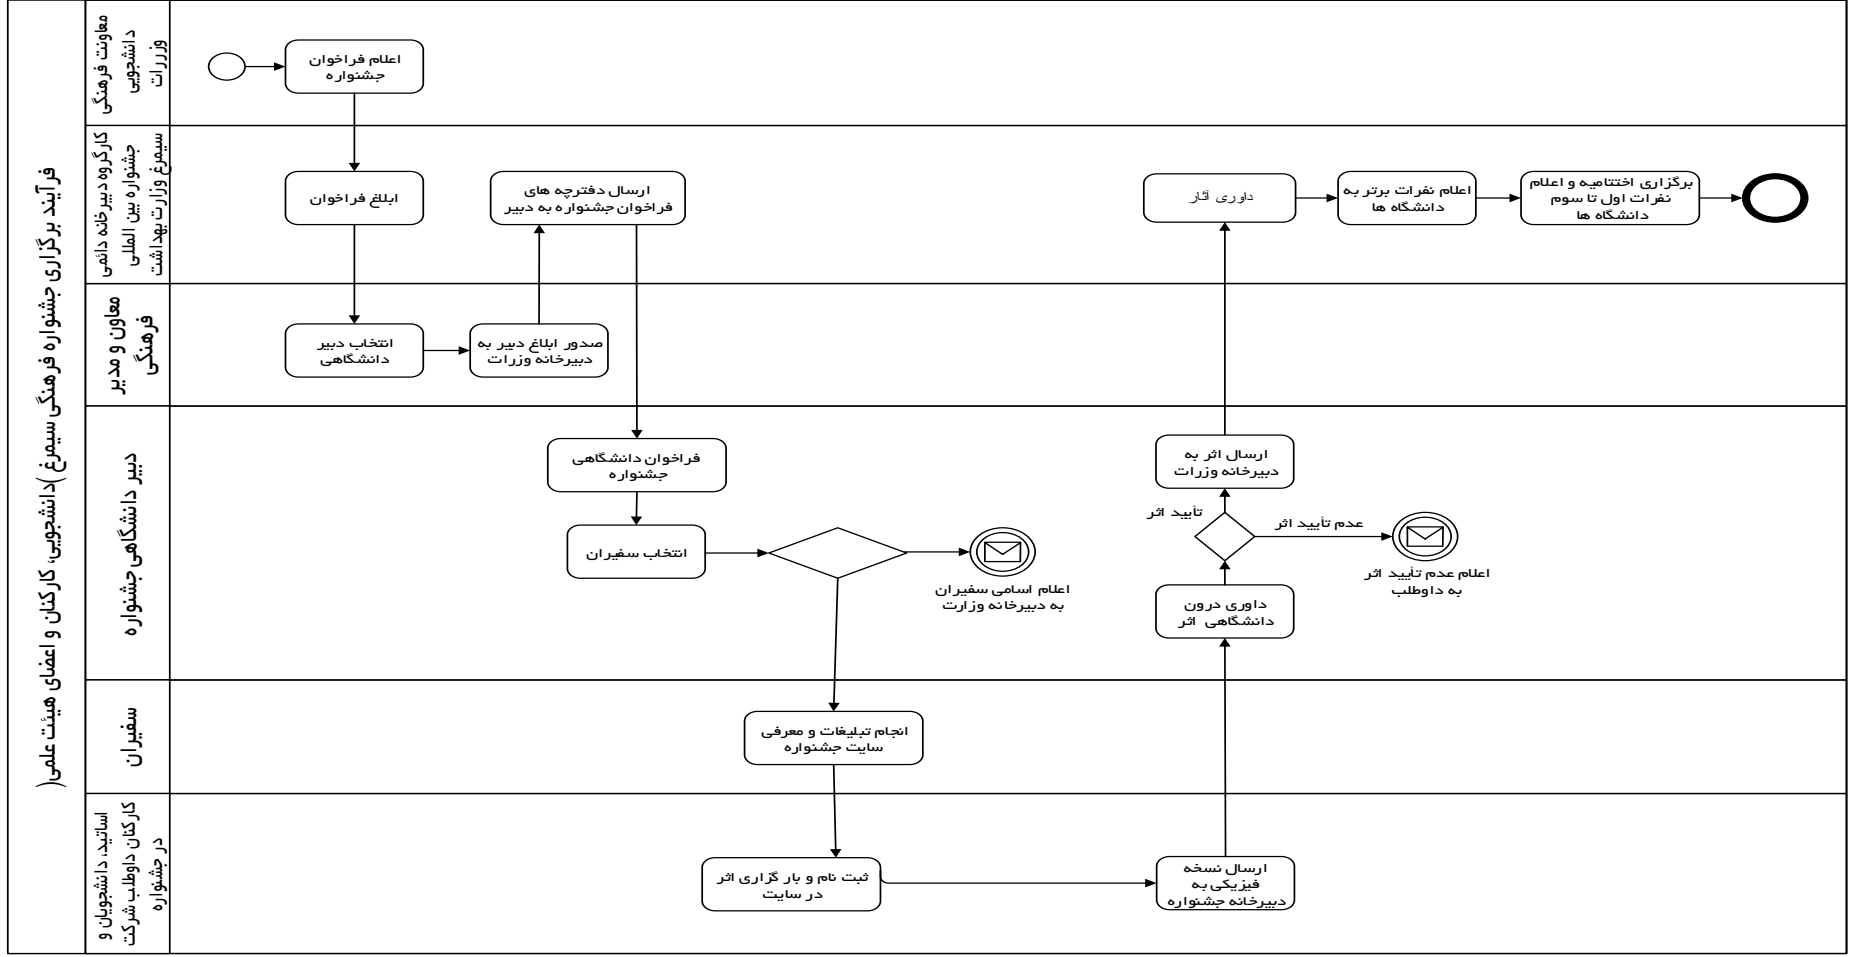 فرآیند برگزاری جشنواره فرهنگی سیمرغ)دانشجویی، کارکنان و اعضای هیئت علمی(
معاونت فرهنگی
دانشجویی
وزرات
اعلام فراخوان
جشنواره
کارگروه دبیرخانه دائمی
جشنواره بین المللی
سیمرغ وزارت بهداشت
ابلاغ فراخوان
ارسال دفترچه های
فراخوان جشنواره به دبیر
داوری آثار
اعلام نفرات برتر به
دانشگاه ها
برگزاری اختتامیه و اعلام
نفرات اول تا سوم
دانشگاه ها
معاون و مدیر
فرهنگی
انتخاب دبیر
دانشگاهی
صدور ابلاغ دبیر به
دبیرخانه وزرات
دبیر دانشگاهی جشنواره
فراخوان دانشگاهی
جشنواره
انتخاب سفیران
اعلام اسامی سفیران
به دبیرخانه وزارت
ارسال اثر به
دبیرخانه وزرات
تأیید اثر
عدم تأیید اثر
اعلام عدم تأیید اثر
به داوطلب
داوری درون
دانشگاهی اثر
سفیران
انجام تبلیغات و معرفی
سایت جشنواره
اساتید، دانشجویان و
کارکنان داوطلب شرکت
در جشنواره
ثبت نام و بار گزاری اثر
در سایت
ارسال نسخه
فیزیکی به
دبیرخانه جشنواره